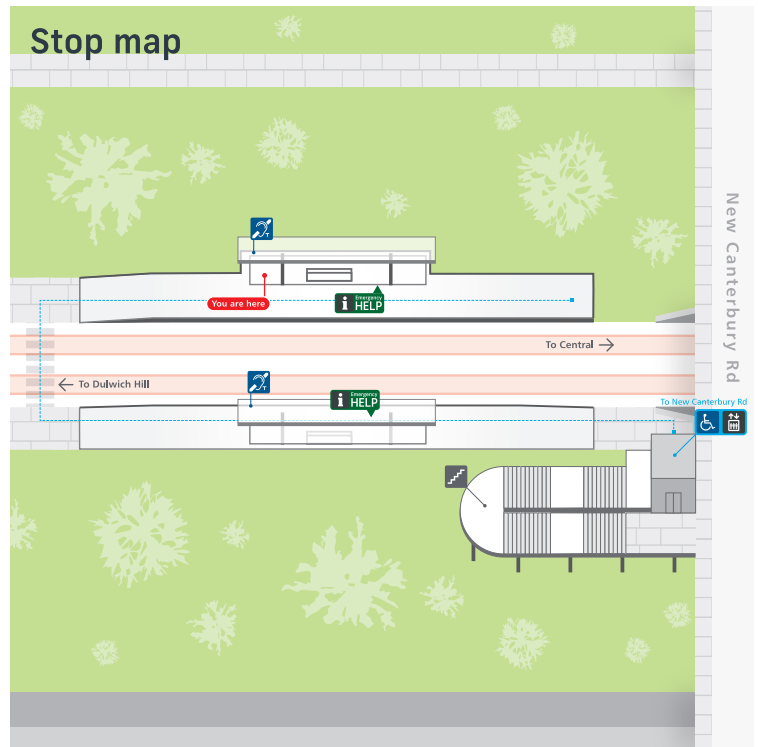 Stop map
New Canterbury Rd
T
You are here
i
Emergency
HELP
To Central →
← To Dulwich Hill
T
i
Emergency
HELP
To New Canterbury Rd